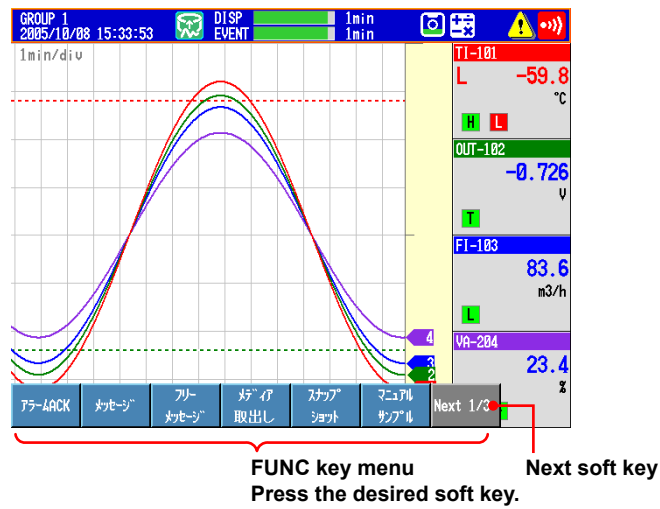 GROUP 1
2005/10/08 15:33:53
DISP 1min
EVENT 1min
1min/div
TI-101
L -59.8
°C
H L
OUT-102
-0.726
V
T
FI-103
83.6
m3/h
L
VA-204
23.4
%
4
3
2
アラームACK
メッセージ
フリー
メッセージ
メディア
取出し
スナップ
ショット
マニュアル
サンプル
Next 1/3
FUNC key menu
Press the desired soft key.
Next soft key